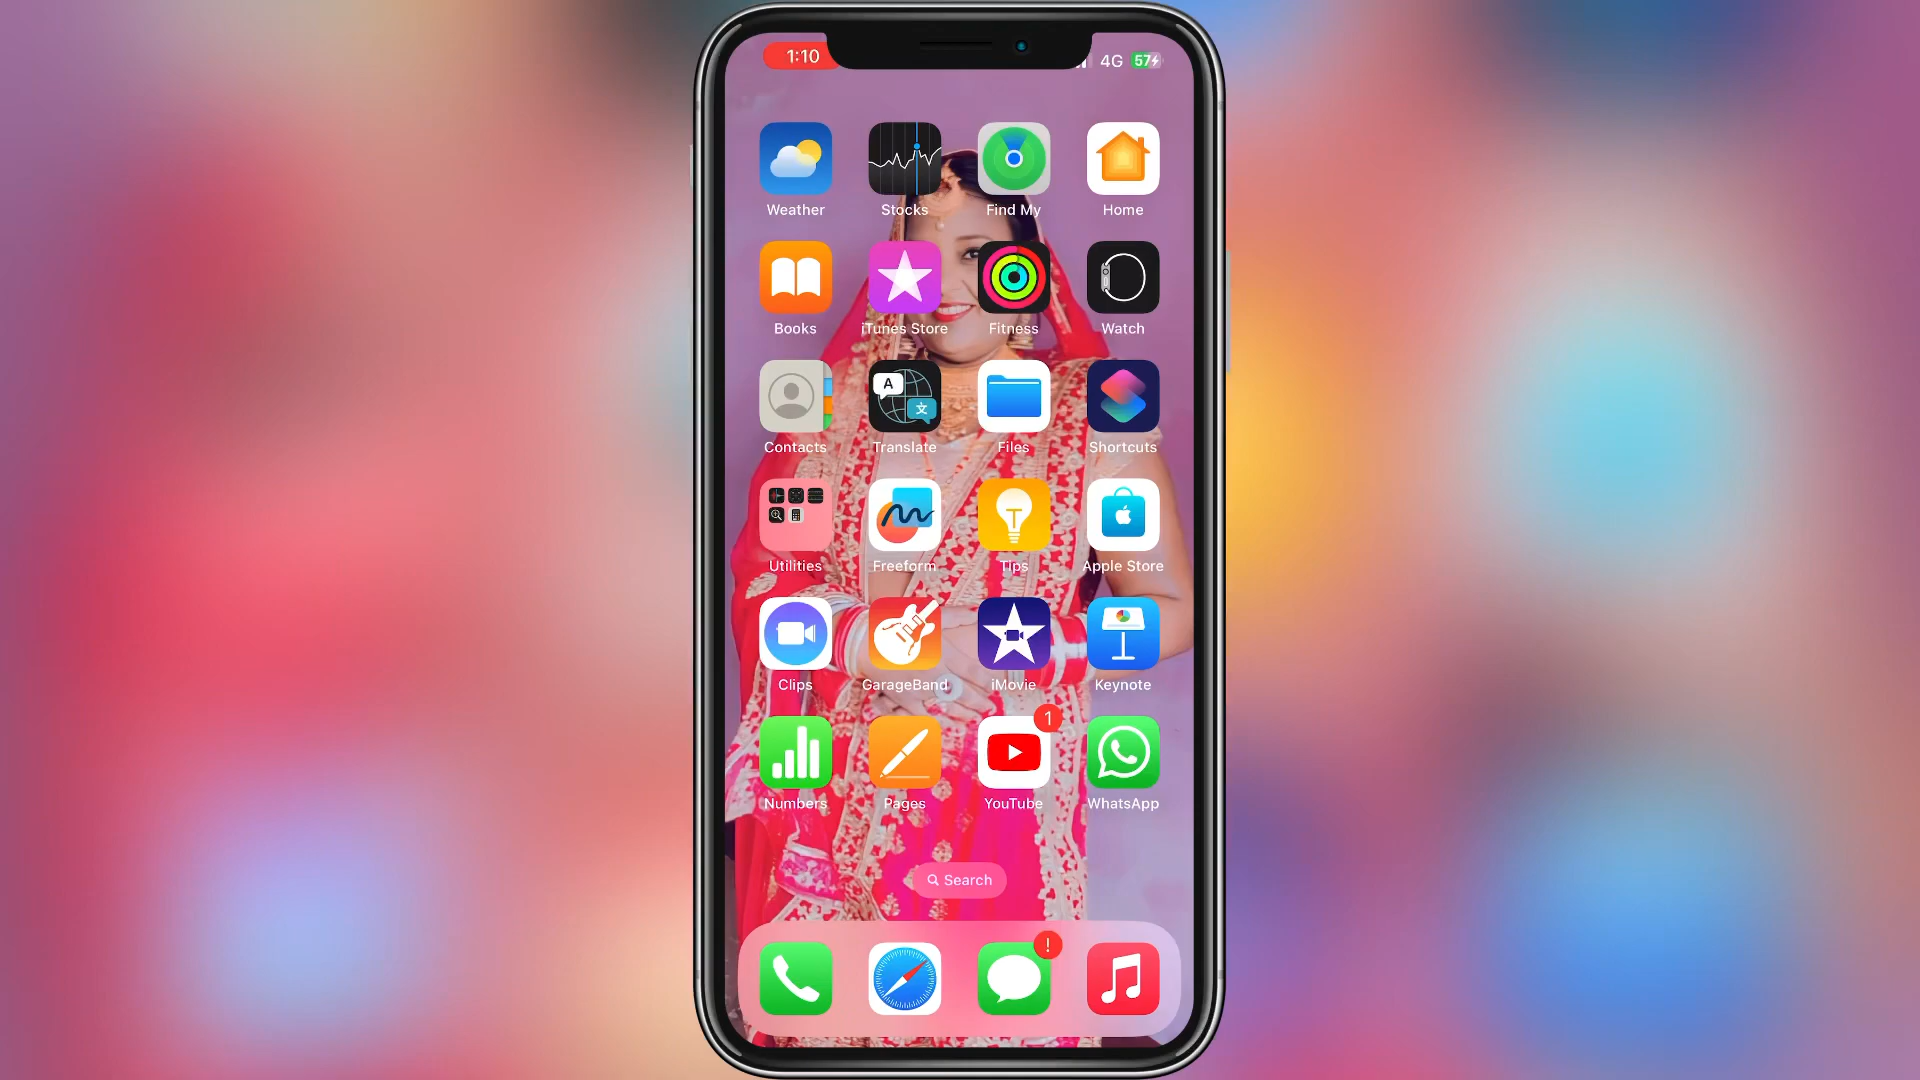 1:10 4G 57
Weather Stocks Find My Home
Books iTunes Store Fitness Watch
A 文
Contacts Translate Files Shortcuts
Utilities Freeform Tips Apple Store
Clips GarageBand iMovie Keynote
1
Numbers Pages YouTube WhatsApp
Search
!